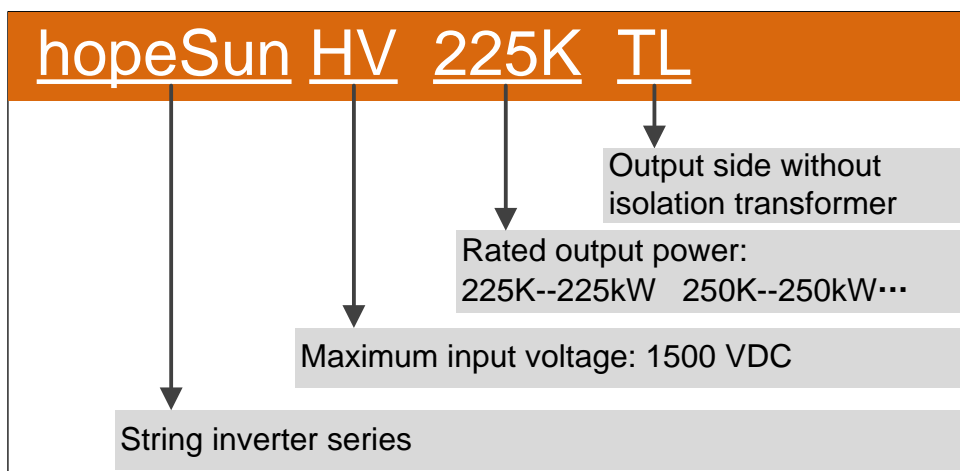 hopeSun HV 225K TL
Output side without
isolation transformer
Rated output power:
225K--225kW 250K--250kW···
Maximum input voltage: 1500 VDC
String inverter series